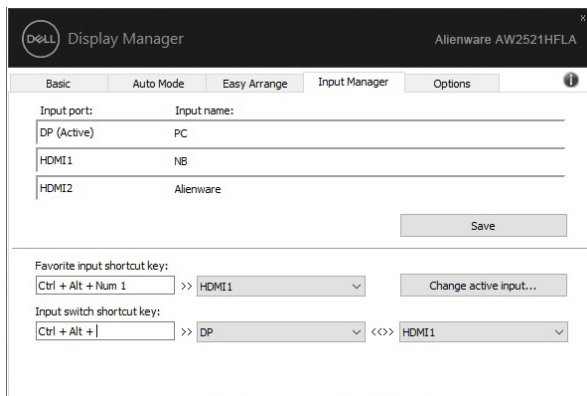 DELL Display Manager Alienware AW2521HFLA x
Basic Auto Mode Easy Arrange Input Manager Options i
Input port: Input name:
DP (Active) PC
HDMI1 NB
HDMI2 Alienware
Save
Favorite input shortcut key:
Ctrl + Alt + Num 1 >> HDMI1 Change active input...
Input switch shortcut key:
Ctrl + Alt + >> DP <<>> HDMI1